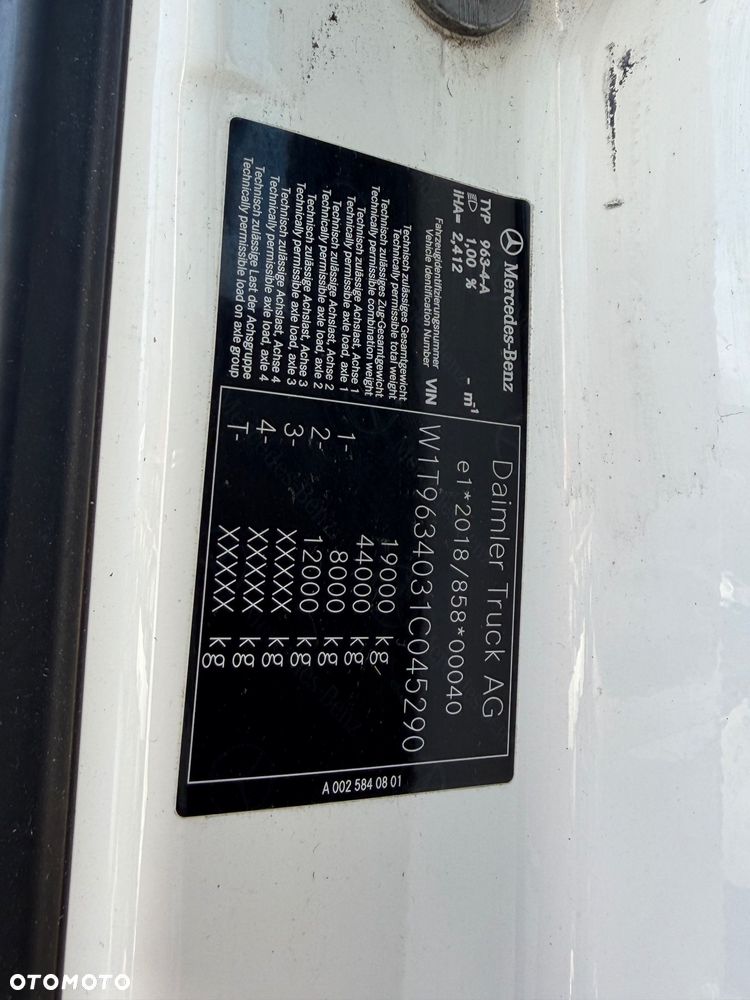 Mercedes-Benz
TYP 963-4-A
1,00 % - m-1
IHA= 2,412
Fahrzeugidentifizierungsnummer
Vehicle Identification Number VIN
Daimler Truck AG
e1*2018/858*00040
W1T9634031C045290
Technisch zulässiges Gesamtgewicht
Technically permissible total weight 19000 kg
Technisch zulässiges Zug-Gesamtgewicht
Technically permissible combination weight 44000 kg
Technisch zulässige Achslast, Achse 1
Technically permissible axle load, axle 1 1- 8000 kg
Technisch zulässige Achslast, Achse 2
Technically permissible axle load, axle 2 2- 12000 kg
Technisch zulässige Achslast, Achse 3
Technically permissible axle load, axle 3 3- XXXXX kg
Technisch zulässige Achslast, Achse 4
Technically permissible axle load, axle 4 4- XXXXX kg
Technisch zulässige Last der Achsgruppe
Technically permissible load on axle group T- XXXXX kg
A 002 584 08 01
OTOMOTO